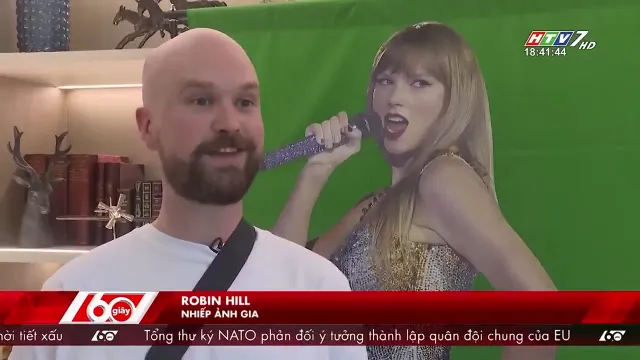 HTV7 HD
18:41:44
60 giây
ROBIN HILL
NHIẾP ẢNH GIA
hời tiết xấu 60 Tổng thư ký NATO phản đối ý tưởng thành lập quân đội chung của EU 60